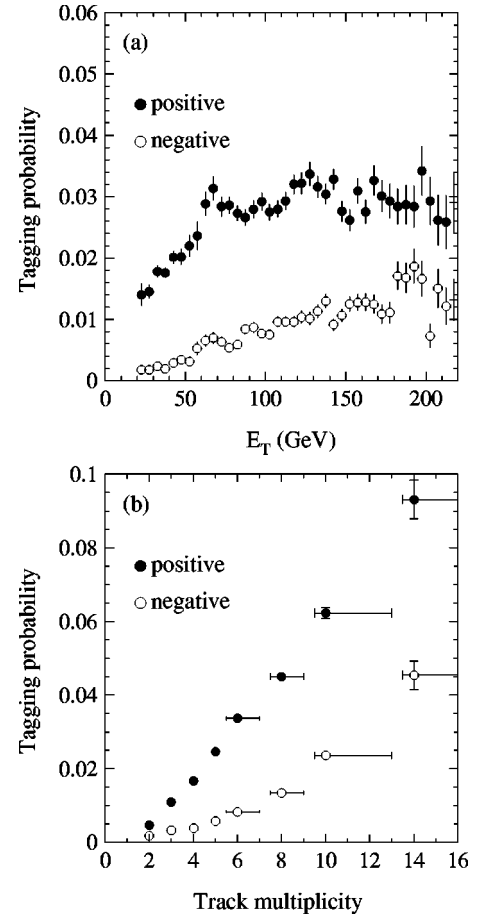 0.06
(a)
0.05
positive
0.04
negative
0.03
0.02
0.01
0
0 50 100 150 200
Tagging probability
E_T (GeV)
0.1
(b)
0.08
positive
negative
0.06
0.04
0.02
0
0 2 4 6 8 10 12 14 16
Tagging probability
Track multiplicity